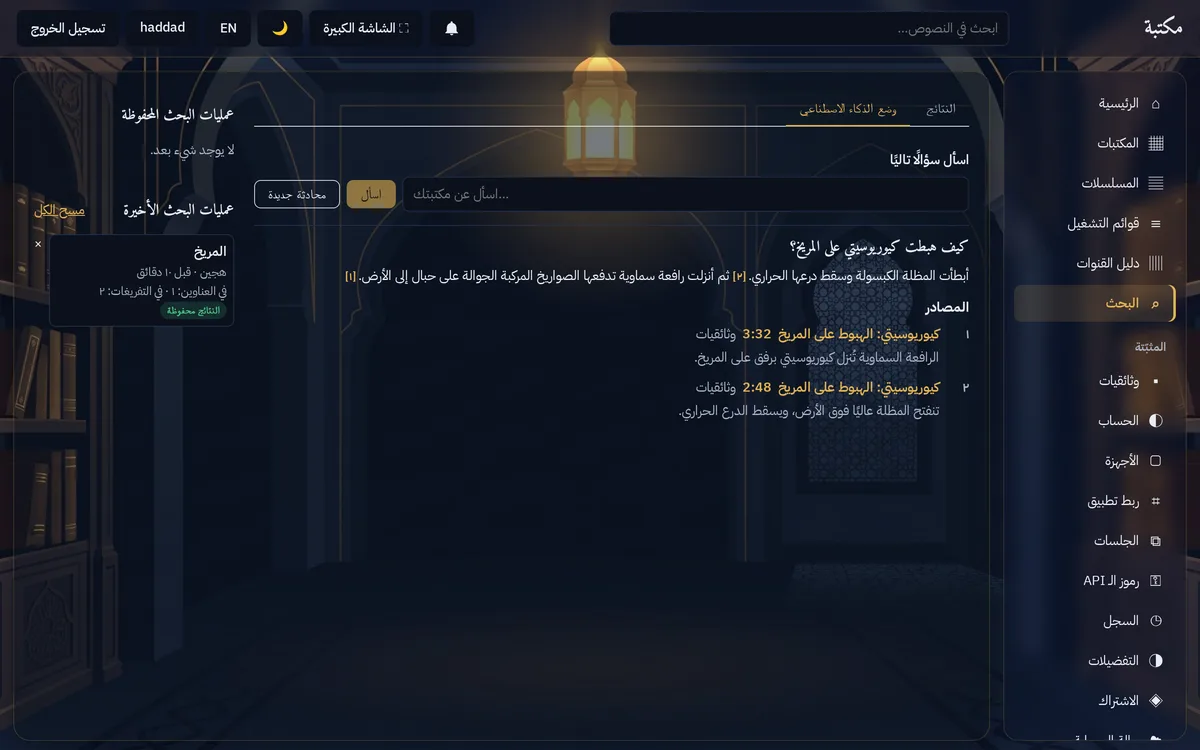 مكتبة
ابحث في النصوص...
⛶ الشاشة الكبيرة
EN
haddad
تسجيل الخروج
الرئيسية
المكتبات
المسلسلات
قوائم التشغيل
دليل القنوات
البحث
المثبّتة
وثائقيات
الحساب
الأجهزة
ربط تطبيق
الجلسات
رموز الـ API
السجل
التفضيلات
الاشتراك
النتائج
وضع الذكاء الاصطناعي
اسأل سؤالًا تاليًا
اسأل عن مكتبتك...
اسأل
محادثة جديدة
كيف هبطت كيوريوسيتي على المريخ؟
أبطأت المظلة الكبسولة وسقط درعها الحراري. [٢] ثم أنزلت رافعة سماوية تدفعها الصواريخ المركبة الجوالة على حبال إلى الأرض. [١]
المصادر
١ كيوريوسيتي: الهبوط على المريخ 3:32 وثائقيات
الرافعة السماوية تُنزل كيوريوسيتي برفق على المريخ.
٢ كيوريوسيتي: الهبوط على المريخ 2:48 وثائقيات
تنفتح المظلة عاليًا فوق الأرض، ويسقط الدرع الحراري.
عمليات البحث المحفوظة
لا يوجد شيء بعد.
عمليات البحث الأخيرة
مسح الكل
×
المريخ
هجين · قبل ١٠ دقائق
في العناوين: ١ · في التفريغات: ٢
النتائج محفوظة